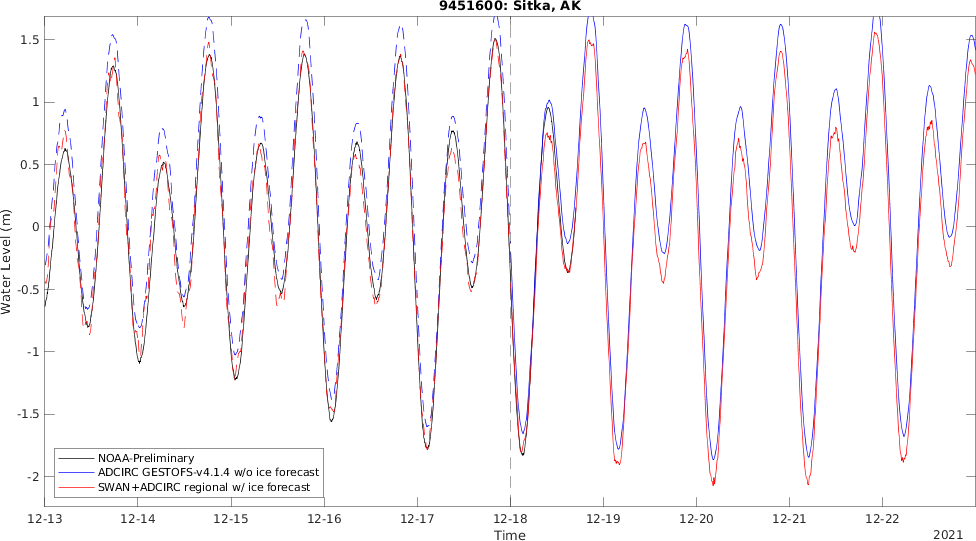 9451600: Sitka, AK
Water Level (m)
1.5
1
0.5
0
-0.5
-1
-1.5
-2
NOAA-Preliminary
ADCIRC GESTOFS-v4.1.4 w/o ice forecast
SWAN+ADCIRC regional w/ ice forecast
12-13 12-14 12-15 12-16 12-17 12-18 12-19 12-20 12-21 12-22
Time
2021